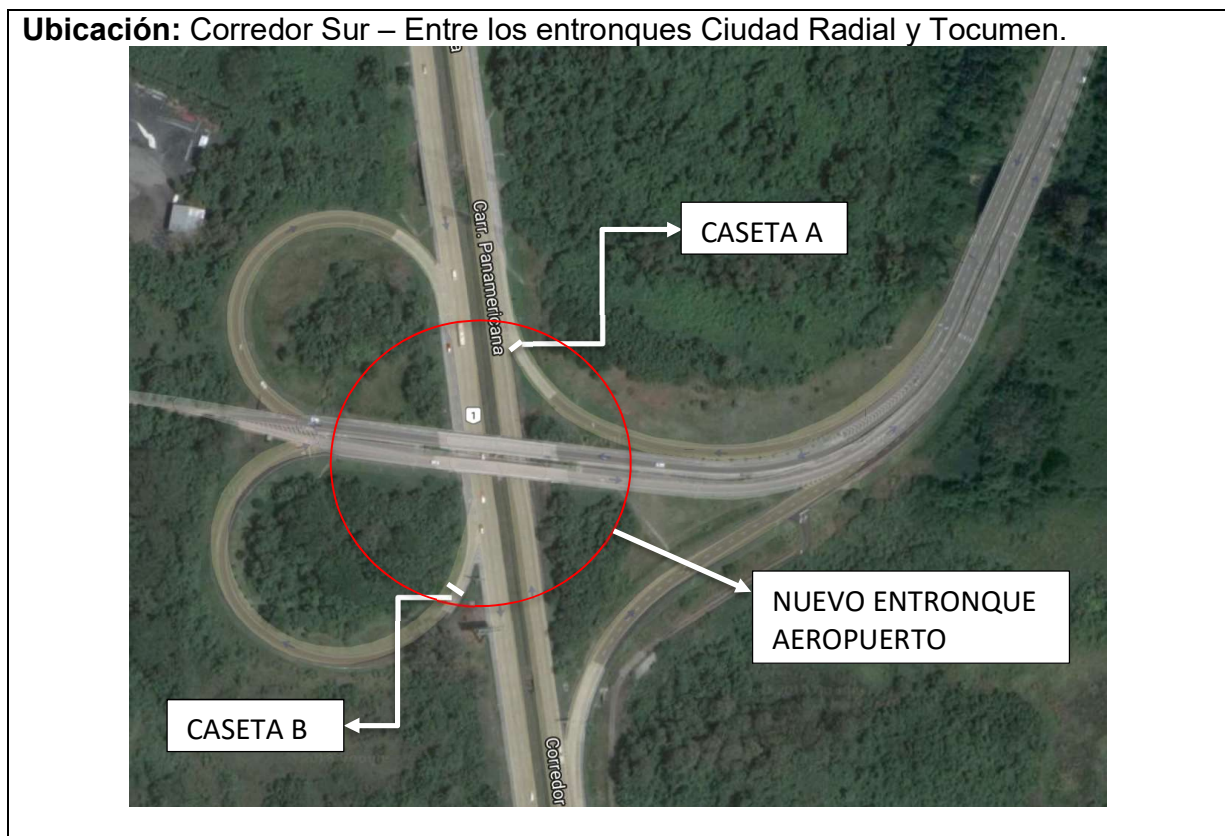 Ubicación: Corredor Sur – Entre los entronques Ciudad Radial y Tocumen.
CASETA A
Carr. Panamericana
1
NUEVO ENTRONQUE
AEROPUERTO
CASETA B
Corredor